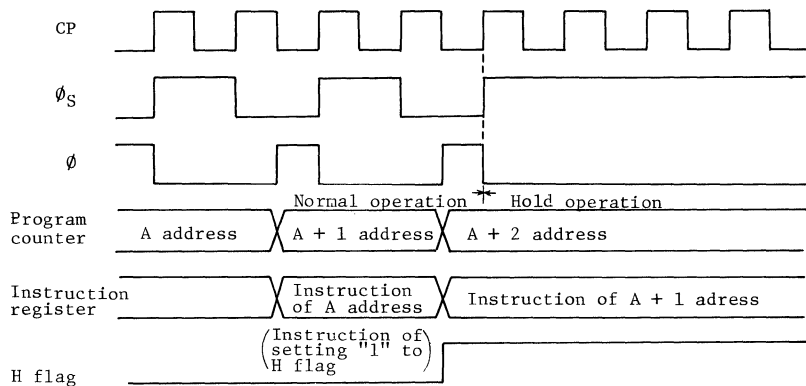 CP
ØS
Ø
Normal operation
Hold operation
Program
counter
A address
A + 1 address
A + 2 address
Instruction
register
Instruction
of A address
Instruction of A + 1 adress
(Instruction of
setting "1" to
H flag)
H flag